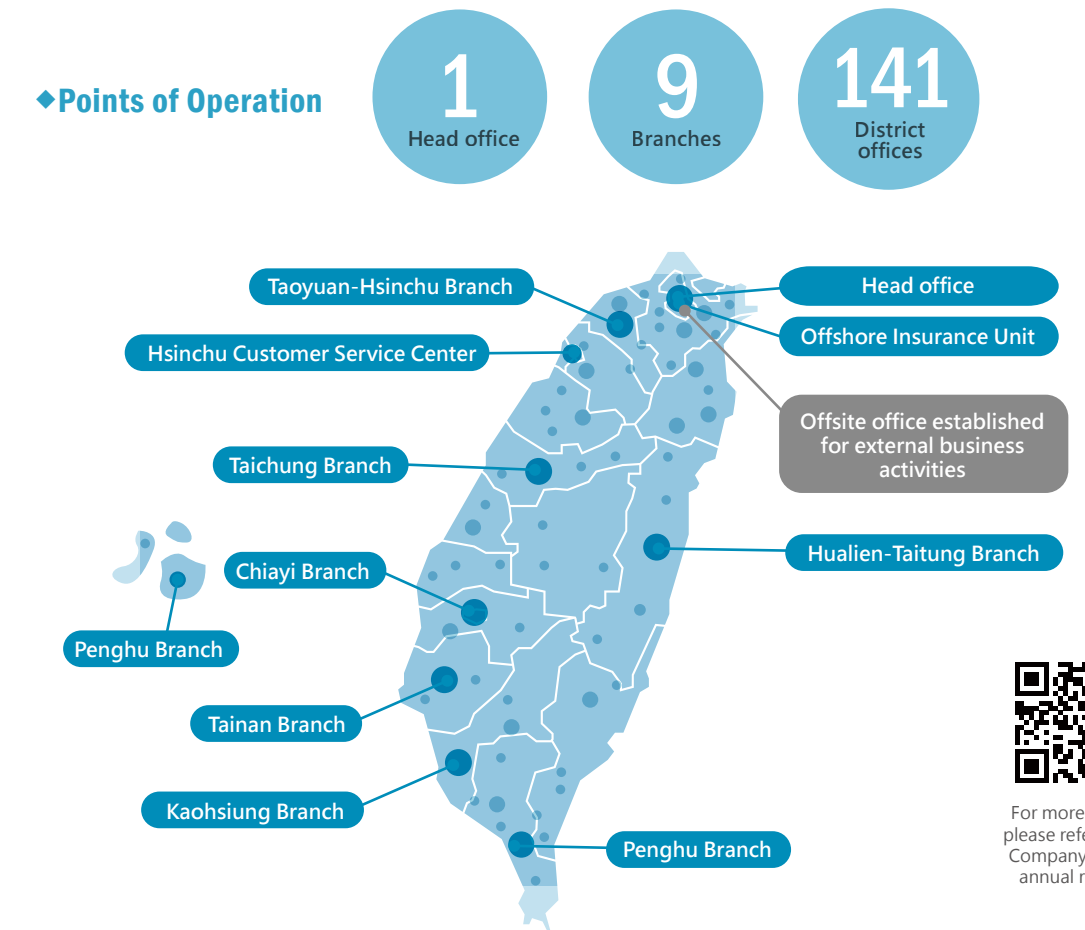 ◆Points of Operation
1
Head office
9
Branches
141
District
offices
Taoyuan-Hsinchu Branch
Head office
Hsinchu Customer Service Center
Offshore Insurance Unit
Offsite office established
for external business
activities
Taichung Branch
Hualien-Taitung Branch
Chiayi Branch
Penghu Branch
Tainan Branch
Kaohsiung Branch
Penghu Branch
For more
please refe
Company
annual r